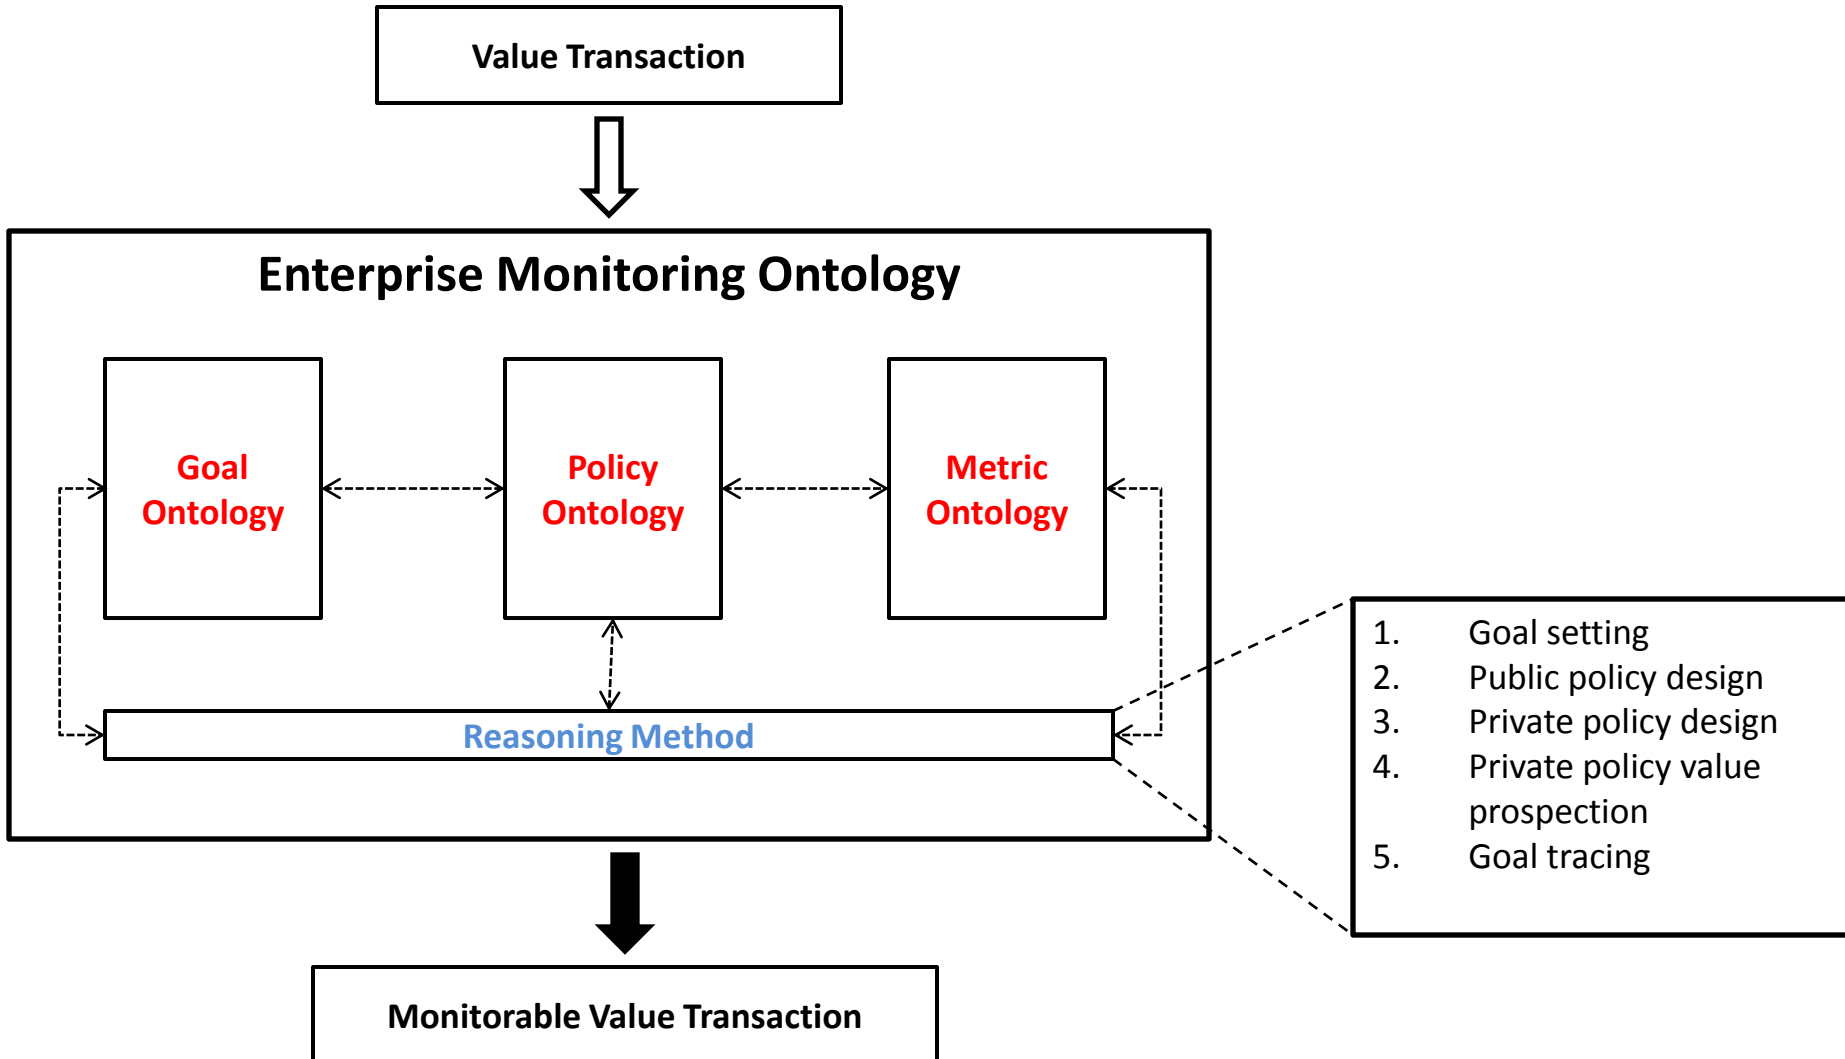 Value Transaction
Enterprise Monitoring Ontology
Goal
Ontology
Policy
Ontology
Metric
Ontology
Reasoning Method
1. Goal setting
2. Public policy design
3. Private policy design
4. Private policy value
prospection
5. Goal tracing
Monitorable Value Transaction